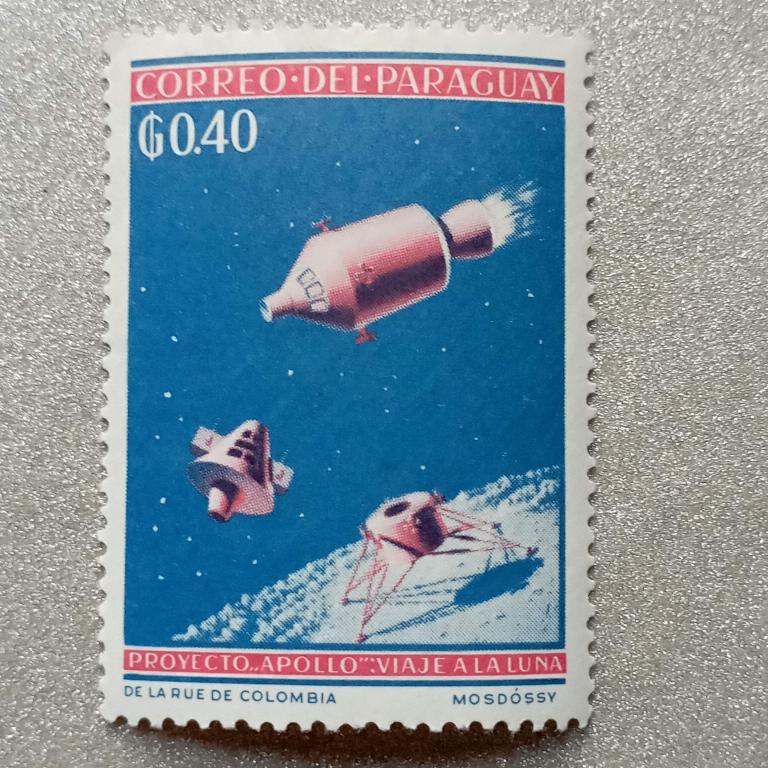 CORREO·DEL·PARAGUAY
₲0.40
PROYECTO„APOLLO”:VIAJE A LA LUNA
DE LA RUE DE COLOMBIA MOSDÓSSY